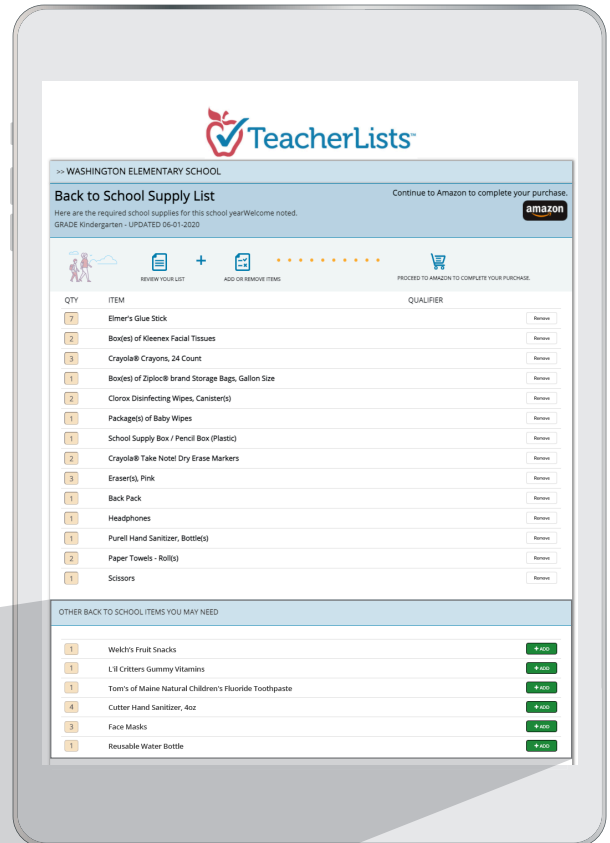 TeacherLists™
>> WASHINGTON ELEMENTARY SCHOOL
Back to School Supply List
Continue to Amazon to complete your purchase.
Here are the required school supplies for this school yearWelcome noted.
amazon
GRADE Kindergarten - UPDATED 06-01-2020
REVIEW YOUR LIST + ADD OR REMOVE ITEMS PROCEED TO AMAZON TO COMPLETE YOUR PURCHASE.
QTY ITEM QUALIFIER
7 Elmer's Glue Stick Remove
2 Box(es) of Kleenex Facial Tissues Remove
3 Crayola® Crayons, 24 Count Remove
1 Box(es) of Ziploc® brand Storage Bags, Gallon Size Remove
2 Clorox Disinfecting Wipes, Canister(s) Remove
1 Package(s) of Baby Wipes Remove
1 School Supply Box / Pencil Box (Plastic) Remove
2 Crayola® Take Note! Dry Erase Markers Remove
3 Eraser(s), Pink Remove
1 Back Pack Remove
1 Headphones Remove
1 Purell Hand Sanitizer, Bottle(s) Remove
2 Paper Towels - Roll(s) Remove
1 Scissors Remove
OTHER BACK TO SCHOOL ITEMS YOU MAY NEED
1 Welch's Fruit Snacks + ADD
1 L'il Critters Gummy Vitamins + ADD
1 Tom's of Maine Natural Children's Fluoride Toothpaste + ADD
4 Cutter Hand Sanitizer, 4oz + ADD
3 Face Masks + ADD
1 Reusable Water Bottle + ADD